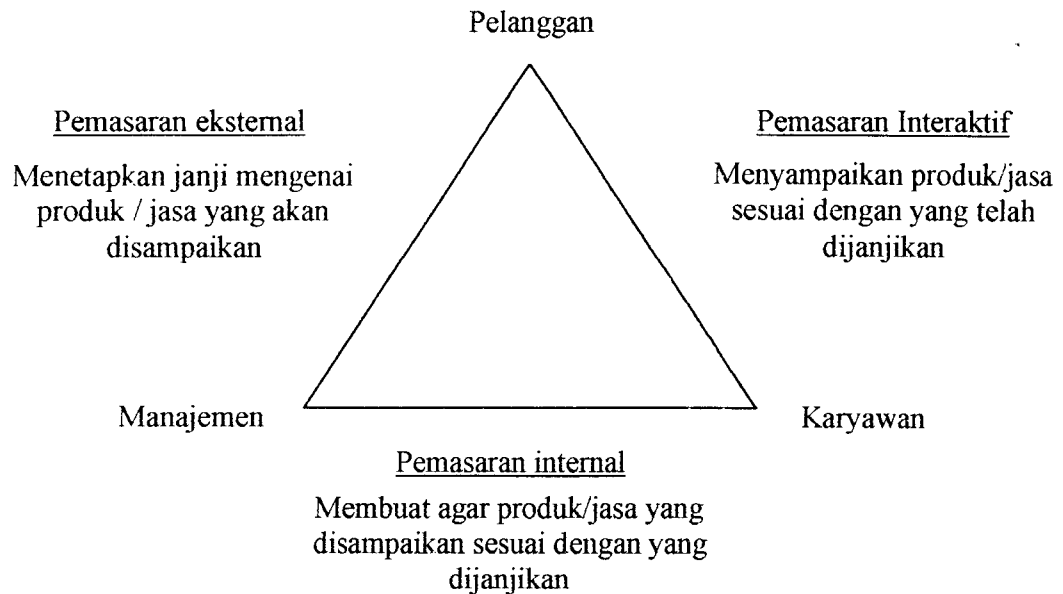 Pelanggan
Pemasaran eksternal
Menetapkan janji mengenai
produk / jasa yang akan
disampaikan
Pemasaran Interaktif
Menyampaikan produk/jasa
sesuai dengan yang telah
dijanjikan
Manajemen
Karyawan
Pemasaran internal
Membuat agar produk/jasa yang
disampaikan sesuai dengan yang
dijanjikan